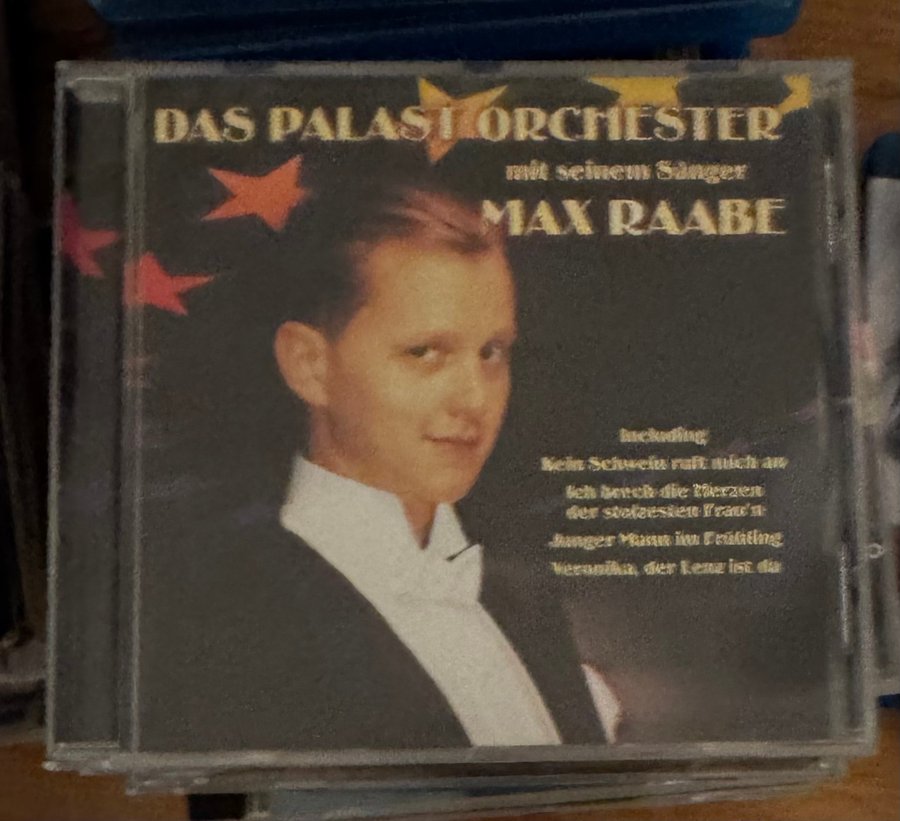 DAS PALAST ORCHESTER
mit seinem Sänger
MAX RAABE
Including
Kein Schwein ruft mich an
Ich brech die Herzen
der stolzesten Frau'n
Junger Mann im Frühling
Veronika, der Lenz ist da